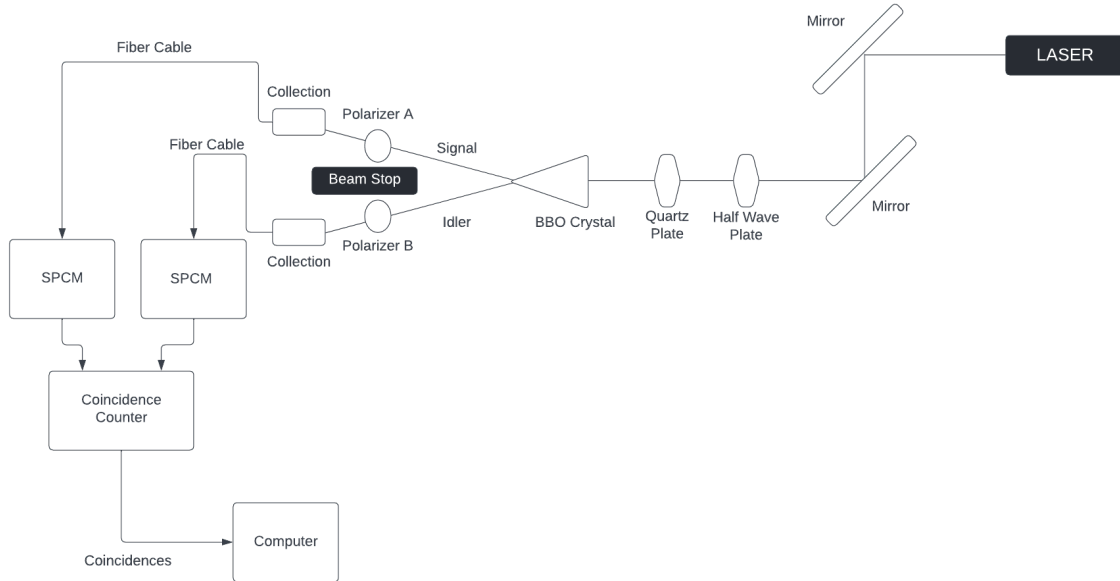 Mirror
LASER
Fiber Cable
Collection
Polarizer A
Fiber Cable
Signal
Beam Stop
Mirror
Idler
BBO Crystal
Quartz
Plate
Half Wave
Plate
Polarizer B
Collection
SPCM
SPCM
Coincidence
Counter
Computer
Coincidences